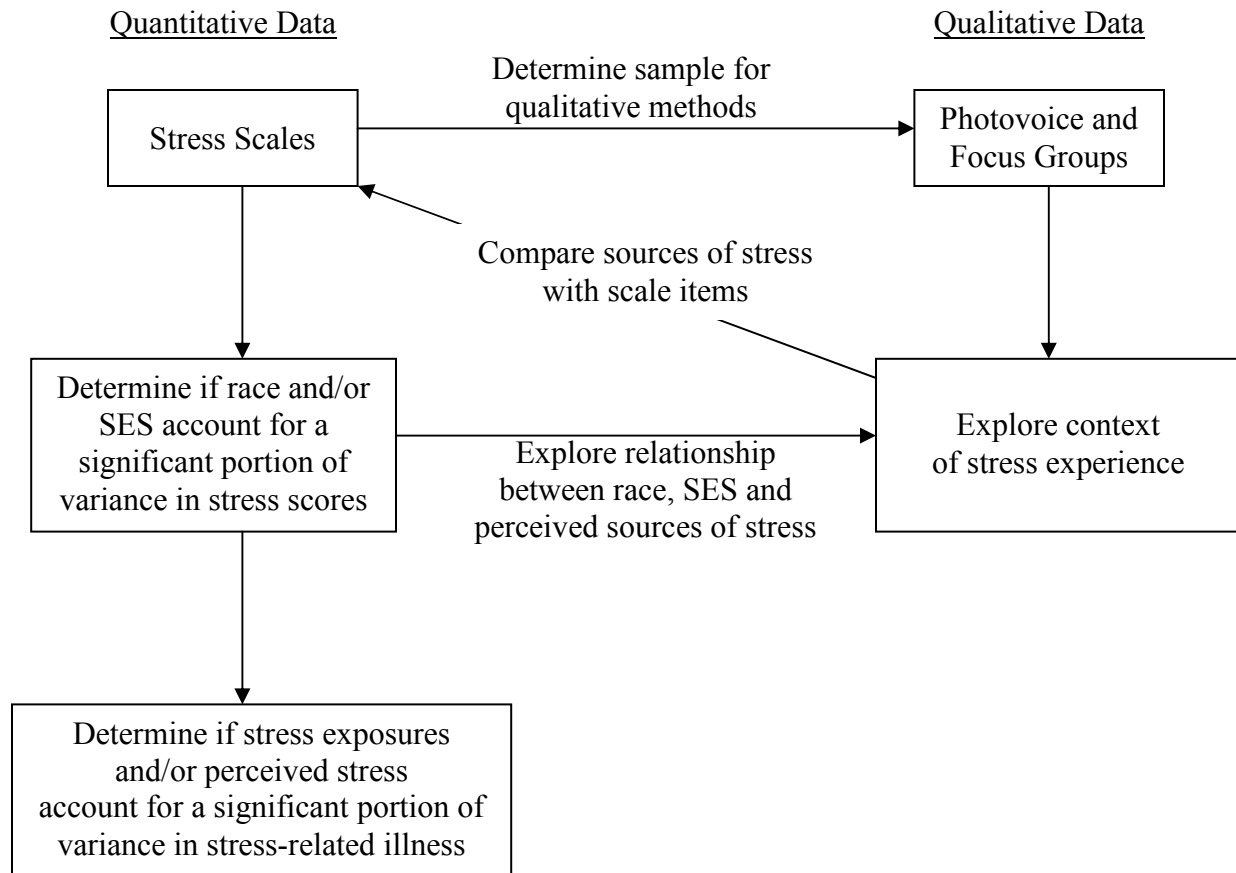 Quantitative Data
Qualitative Data
Determine sample for
qualitative methods
Stress Scales
Photovoice and
Focus Groups
Compare sources of stress
with scale items
Determine if race and/or
SES account for a
significant portion of
variance in stress scores
Explore relationship
between race, SES and
perceived sources of stress
Explore context
of stress experience
Determine if stress exposures
and/or perceived stress
account for a significant portion of
variance in stress-related illness